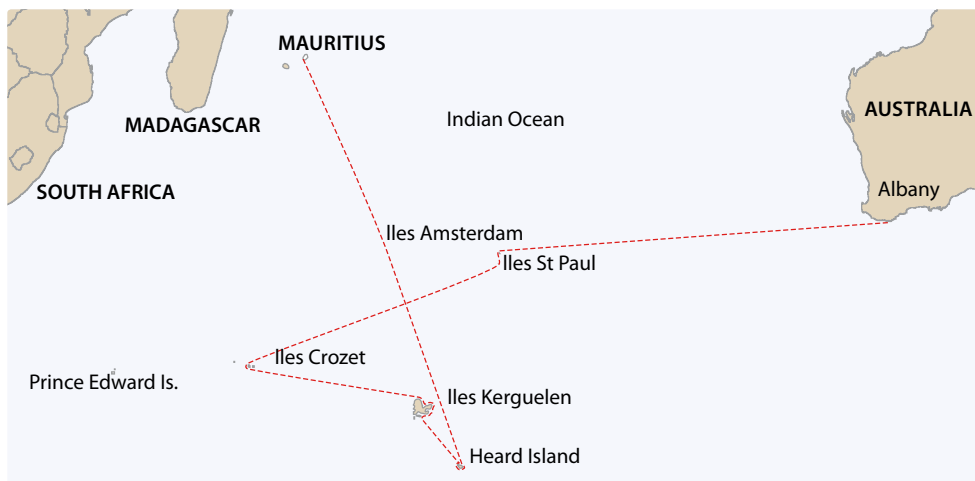 MAURITIUS
Indian Ocean
AUSTRALIA
MADAGASCAR
SOUTH AFRICA
Albany
Iles Amsterdam
Iles St Paul
Iles Crozet
Prince Edward Is.
Iles Kerguelen
Heard Island